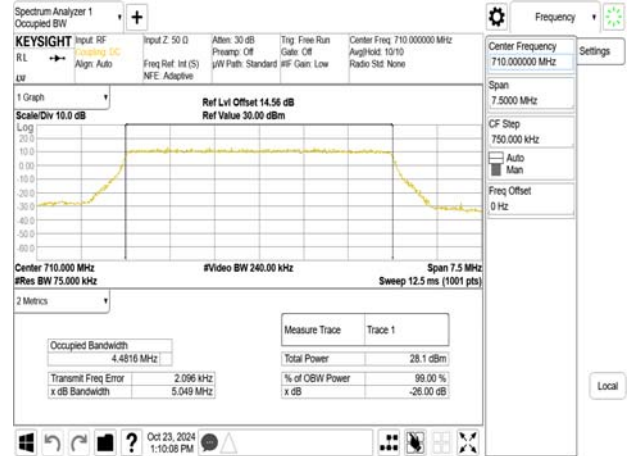 Spectrum Analyzer 1
Occupied BW
+
Frequency
KEYSIGHT
RL
Input: RF
Coupling: DC
Align: Auto
Input Z: 50 Ω
Freq Ref: Int (S)
NFE: Adaptive
Atten: 30 dB
Preamp: Off
µW Path: Standard
Trig: Free Run
Gate: Off
#IF Gain: Low
Center Freq: 710.000000 MHz
Avg|Hold: 10/10
Radio Std: None
Center Frequency
710.000000 MHz
Settings
Span
7.5000 MHz
CF Step
750.000 kHz
Auto
Man
Freq Offset
0 Hz
Local
1 Graph
Scale/Div 10.0 dB
Ref Lvl Offset 14.56 dB
Ref Value 30.00 dBm
Log
20.0
10.0
0.00
-10.0
-20.0
-30.0
-40.0
-50.0
-60.0
Center 710.000 MHz
#Video BW 240.00 kHz
Span 7.5 MHz
#Res BW 75.000 kHz
Sweep 12.5 ms (1001 pts)
2 Metrics
Measure Trace Trace 1
Occupied Bandwidth
4.4816 MHz
Total Power 28.1 dBm
Transmit Freq Error 2.096 kHz
% of OBW Power 99.00 %
x dB Bandwidth 5.049 MHz
x dB -26.00 dB
?
Oct 23, 2024
1:10:08 PM